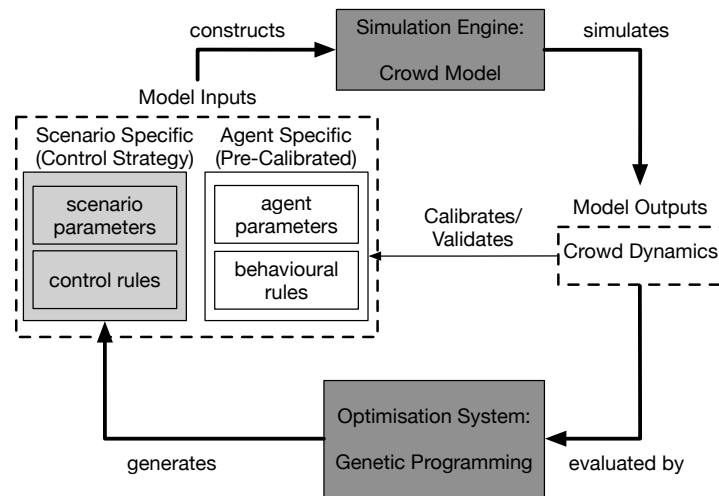 constructs
Simulation Engine:
Crowd Model
simulates
Model Inputs
Scenario Specific
(Control Strategy)
Agent Specific
(Pre-Calibrated)
scenario
parameters
control rules
agent
parameters
behavioural
rules
Calibrates/
Validates
Model Outputs
Crowd Dynamics
Optimisation System:
Genetic Programming
generates
evaluated by